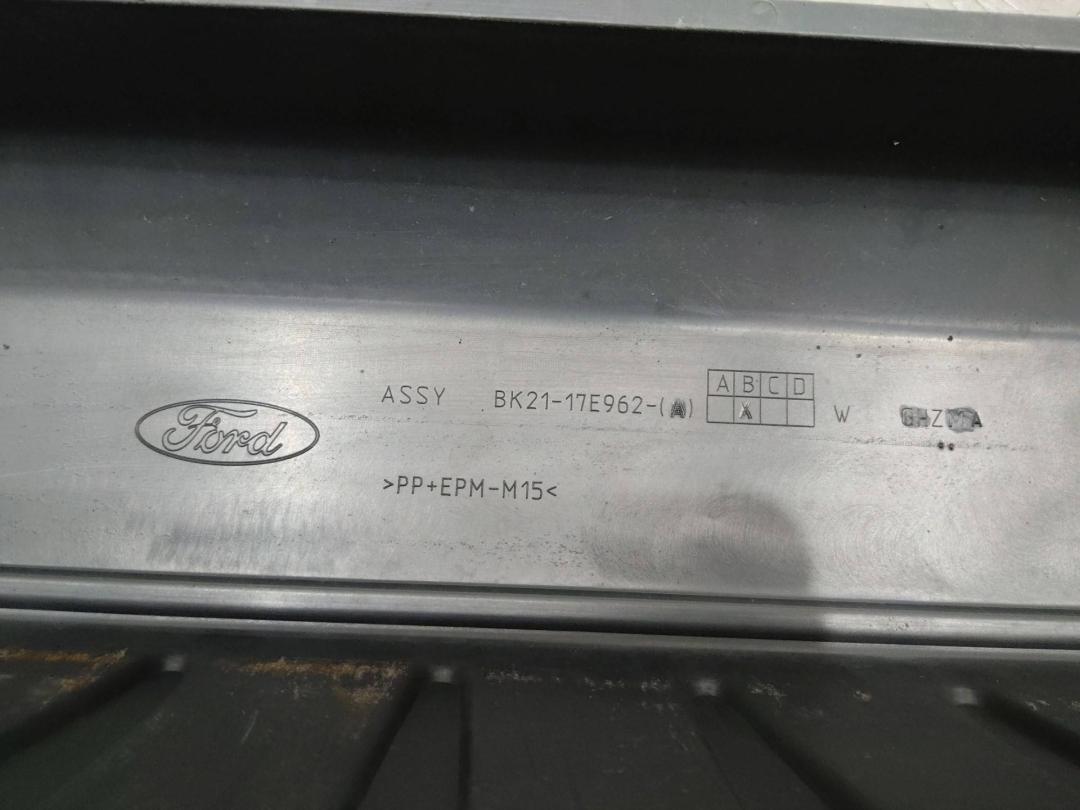 Ford
ASSY BK21-17E962-(A) A B C D W
X
>PP+EPM-M15<